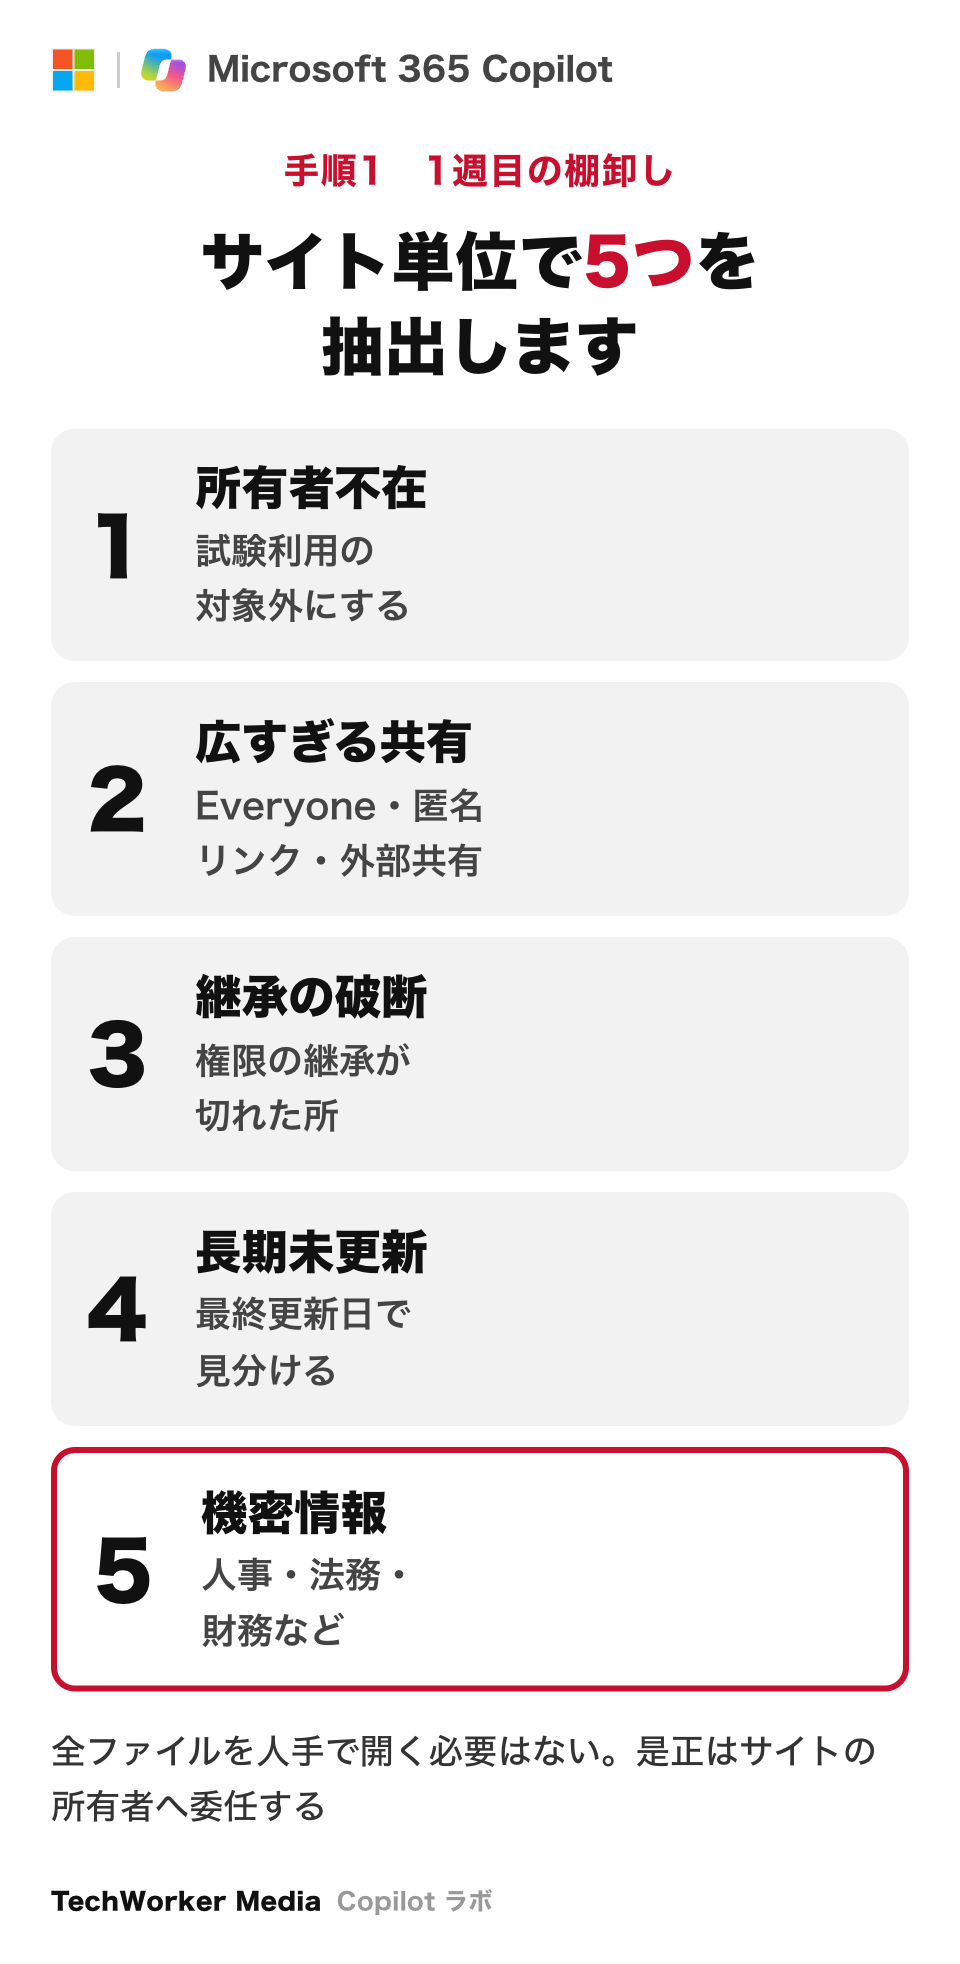 Microsoft 365 Copilot
手順1　1週目の棚卸し
サイト単位で5つを
抽出します
1
所有者不在
試験利用の
対象外にする
2
広すぎる共有
Everyone・匿名
リンク・外部共有
3
継承の破断
権限の継承が
切れた所
4
長期未更新
最終更新日で
見分ける
5
機密情報
人事・法務・
財務など
全ファイルを人手で開く必要はない。是正はサイトの
所有者へ委任する
TechWorker Media Copilot ラボ